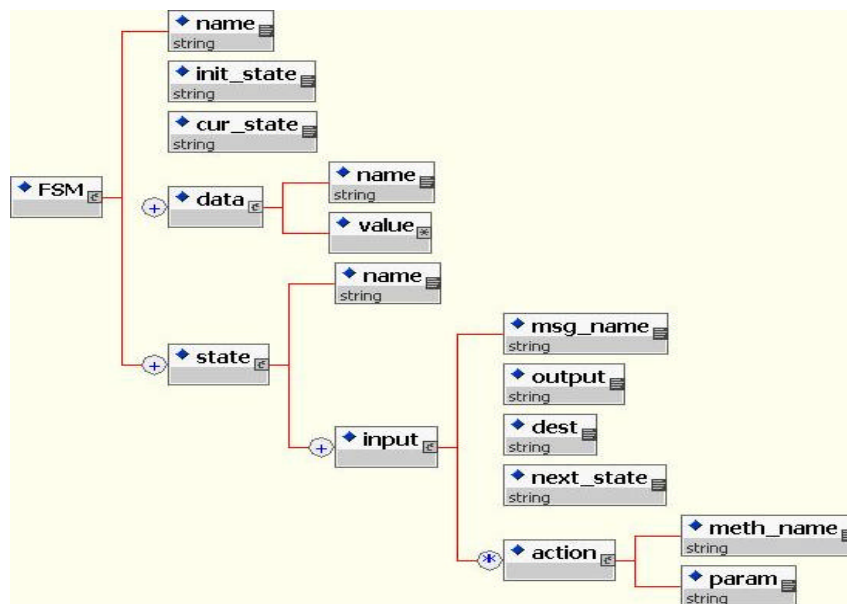 name
string
init_state
string
cur_state
string
FSM
data
name
string
value
state
name
string
input
msg_name
string
output
string
dest
string
next_state
string
action
meth_name
string
param
string